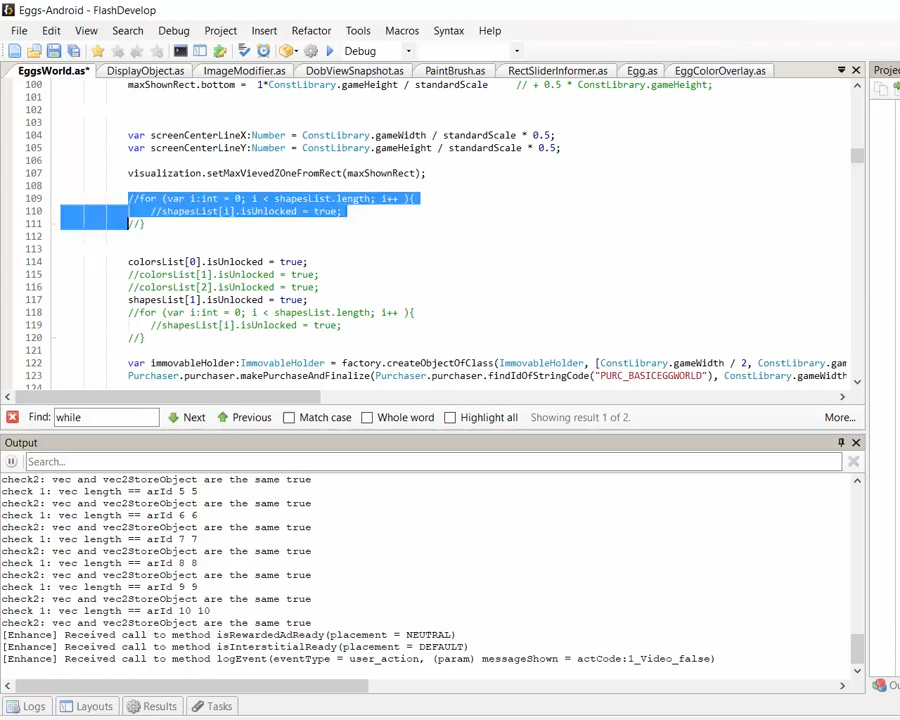 Eggs-Android - FlashDevelop
File Edit View Search Debug Project Insert Refactor Tools Macros Syntax Help
Debug
EggsWorld.as* DisplayObject.as ImageModifier.as DobViewSnapshot.as PaintBrush.as RectSliderInformer.as Egg.as EggColorOverlay.as Projec
100 maxShownRect.bottom = 1*ConstLibrary.gameHeight / standardScale // + 0.5 * ConstLibrary.gameHeight;
101
102
103
104 var screenCenterLineX:Number = ConstLibrary.gameWidth / standardScale * 0.5;
105 var screenCenterLineY:Number = ConstLibrary.gameHeight / standardScale * 0.5;
106
107 visualization.setMaxVievedZOneFromRect(maxShownRect);
108
109 //for (var i:int = 0; i < shapesList.length; i++ ){
110 //shapesList[i].isUnlocked = true;
111 //}
112
113
114 colorsList[0].isUnlocked = true;
115 //colorsList[1].isUnlocked = true;
116 //colorsList[2].isUnlocked = true;
117 shapesList[1].isUnlocked = true;
118 //for (var i:int = 0; i < shapesList.length; i++ ){
119 //shapesList[i].isUnlocked = true;
120 //}
121
122 var immovableHolder:ImmovableHolder = factory.createObjectOfClass(ImmovableHolder, [ConstLibrary.gameWidth / 2, ConstLibrary.gam
123 Purchaser.purchaser.makePurchaseAndFinalize(Purchaser.purchaser.findIdOfStringCode("PURC_BASICEGGWORLD"), ConstLibrary.gameWidth
124
Find: while Next Previous Match case Whole word Highlight all Showing result 1 of 2. More...
Output
Search...
check2: vec and vec2StoreObject are the same true
check 1: vec length == arId 5 5
check2: vec and vec2StoreObject are the same true
check 1: vec length == arId 6 6
check2: vec and vec2StoreObject are the same true
check 1: vec length == arId 7 7
check2: vec and vec2StoreObject are the same true
check 1: vec length == arId 8 8
check2: vec and vec2StoreObject are the same true
check 1: vec length == arId 9 9
check2: vec and vec2StoreObject are the same true
check 1: vec length == arId 10 10
check2: vec and vec2StoreObject are the same true
[Enhance] Received call to method isRewardedAdReady(placement = NEUTRAL)
[Enhance] Received call to method isInterstitialReady(placement = DEFAULT)
[Enhance] Received call to method logEvent(eventType = user_action, (param) messageShown = actCode:1_Video_false)
Ou
Logs Layouts Results Tasks